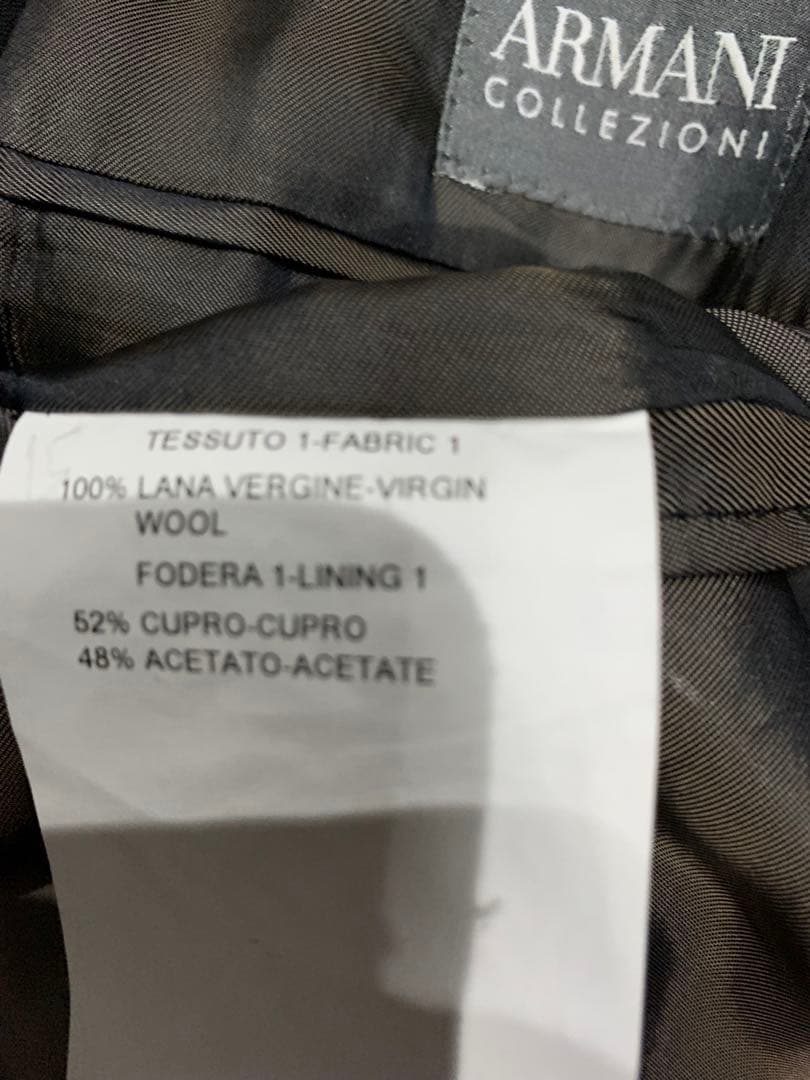 ARMANI
COLLEZIONI
TESSUTO 1-FABRIC 1
100% LANA VERGINE-VIRGIN
WOOL
FODERA 1-LINING 1
52% CUPRO-CUPRO
48% ACETATO-ACETATE